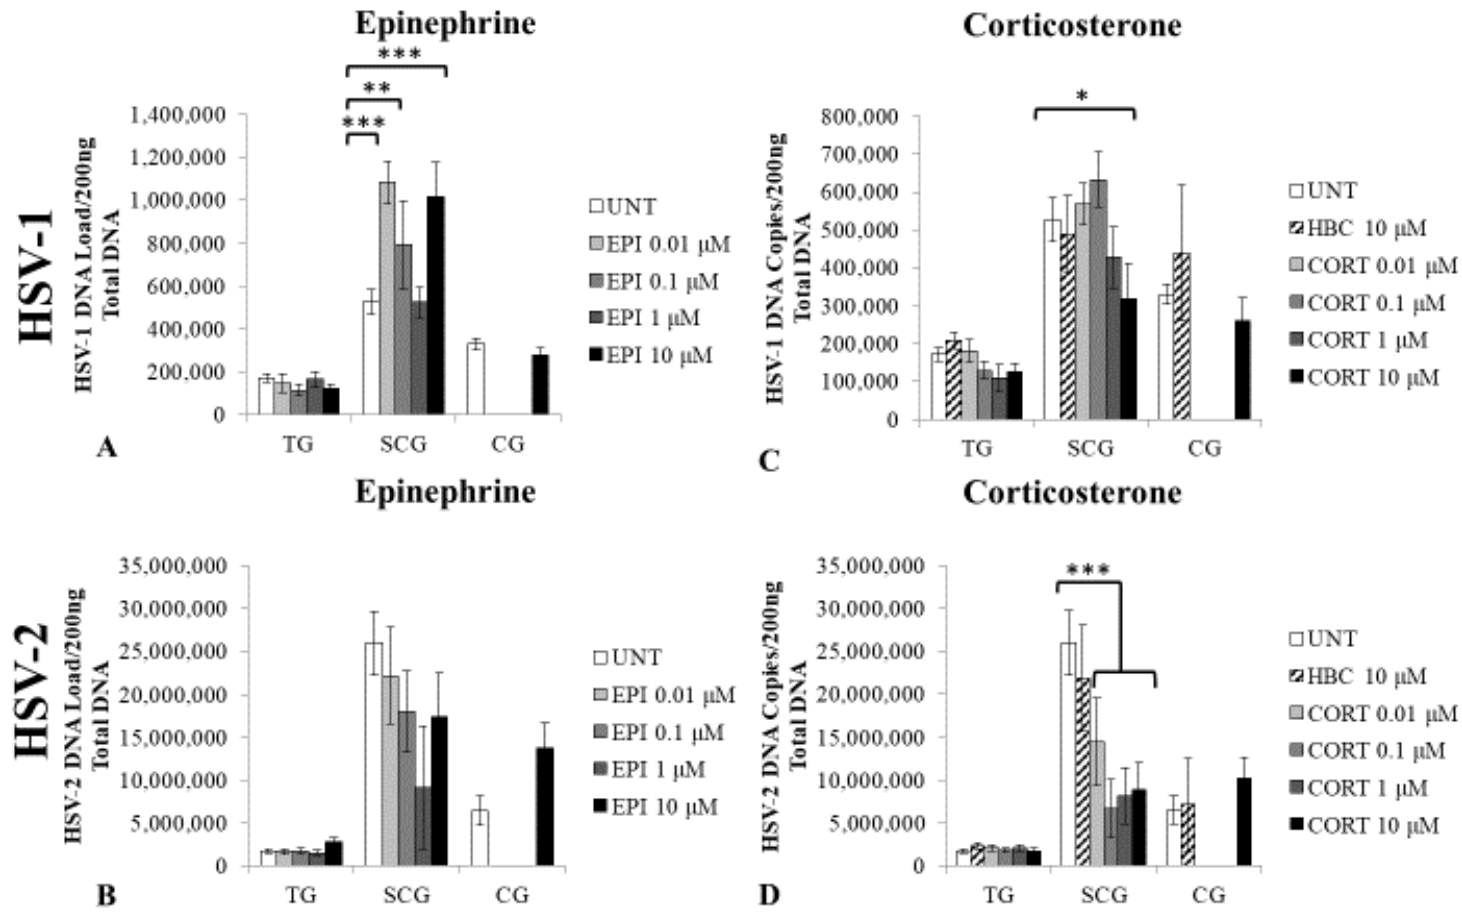 Epinephrine
***
**
***
HSV-1
HSV-1 DNA Load/200ng
Total DNA
1,400,000
1,200,000
1,000,000
800,000
600,000
400,000
200,000
0
TG SCG CG
UNT
EPI 0.01 μM
EPI 0.1 μM
EPI 1 μM
EPI 10 μM
A
Corticosterone
*
HSV-1 DNA Copies/200ng
Total DNA
800,000
700,000
600,000
500,000
400,000
300,000
200,000
100,000
0
TG SCG CG
UNT
HBC 10 μM
CORT 0.01 μM
CORT 0.1 μM
CORT 1 μM
CORT 10 μM
C
Epinephrine
HSV-2
HSV-2 DNA Load/200ng
Total DNA
35,000,000
30,000,000
25,000,000
20,000,000
15,000,000
10,000,000
5,000,000
0
TG SCG CG
UNT
EPI 0.01 μM
EPI 0.1 μM
EPI 1 μM
EPI 10 μM
B
Corticosterone
***
HSV-2 DNA Copies/200ng
Total DNA
35,000,000
30,000,000
25,000,000
20,000,000
15,000,000
10,000,000
5,000,000
0
TG SCG CG
UNT
HBC 10 μM
CORT 0.01 μM
CORT 0.1 μM
CORT 1 μM
CORT 10 μM
D